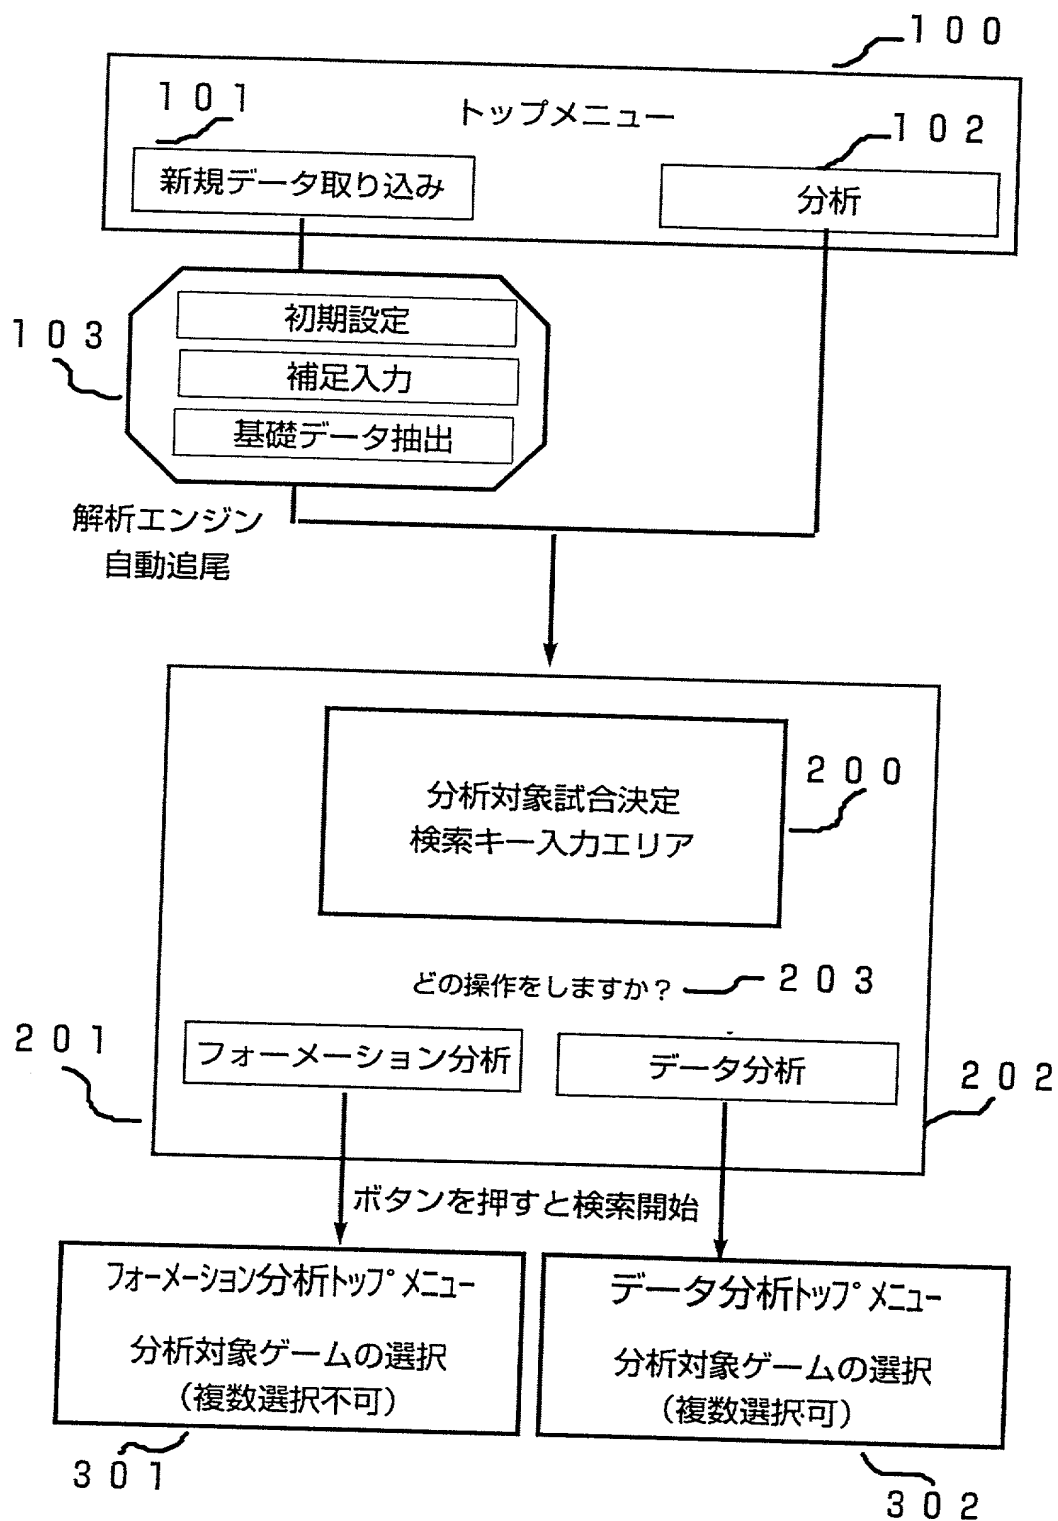 100
101
トップメニュー
102
新規データ取り込み
分析
103
初期設定
補足入力
基礎データ抽出
解析エンジン
自動追尾
200
分析対象試合決定
検索キー入力エリア
どの操作をしますか？
203
201
フォーメーション分析
データ分析
202
ボタンを押すと検索開始
フォーメーション分析トップメニュー
データ分析トップメニュー
分析対象ゲームの選択
（複数選択不可）
分析対象ゲームの選択
（複数選択可）
301
302